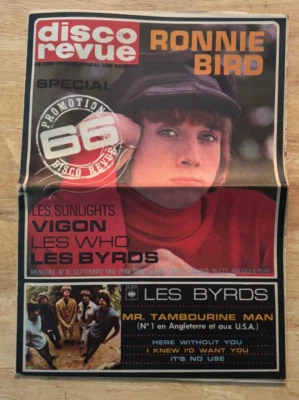 disco
revue
RONNIE
BIRD
SPECIAL
PROMOTION
66
DISCO REVUE
LES SUNLIGHTS
VIGON
LES WHO
LES BYRDS
LES BYRDS
MR. TAMBOURINE MAN
(N° 1 en Angleterre et aux U.S.A.)
HERE WITHOUT YOU
I KNEW I'D WANT YOU
IT'S NO USE